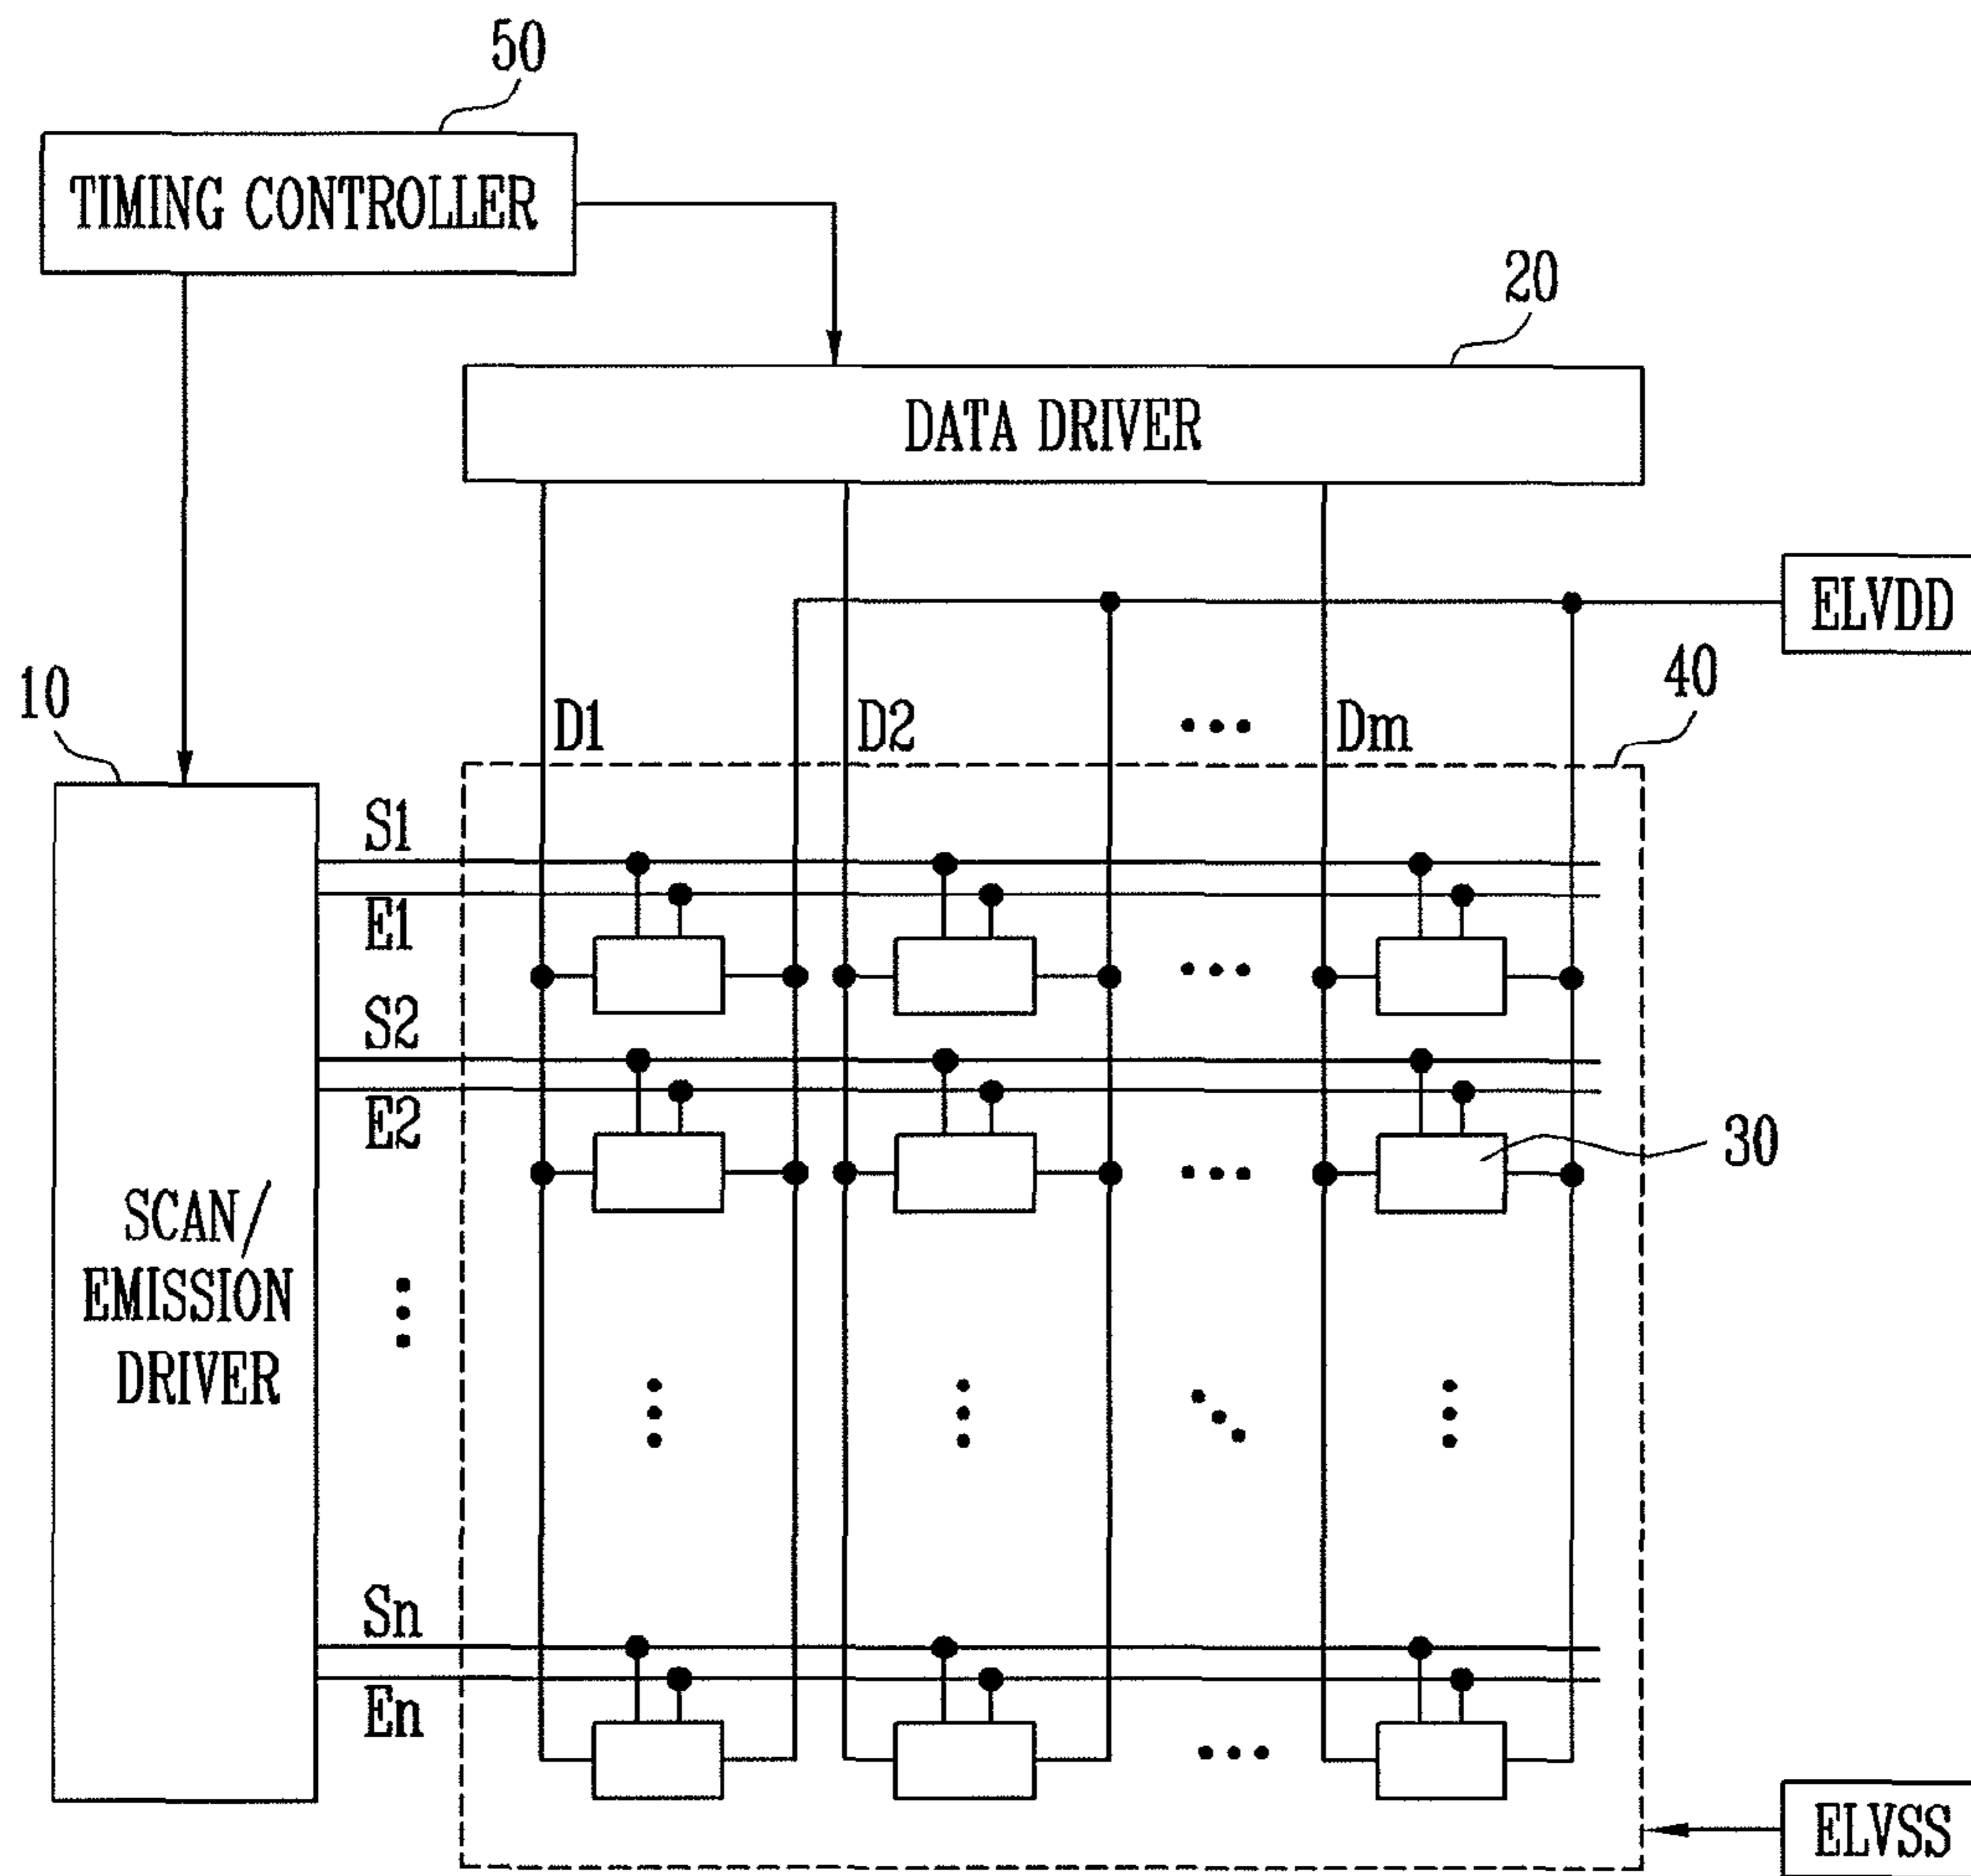 50
TIMING CONTROLLER
20
DATA DRIVER
ELVDD
40
10
D1 D2 ... Dm
S1
E1
...
S2
E2
30
SCAN/
EMISSION
DRIVER
Sn
En
...
ELVSS